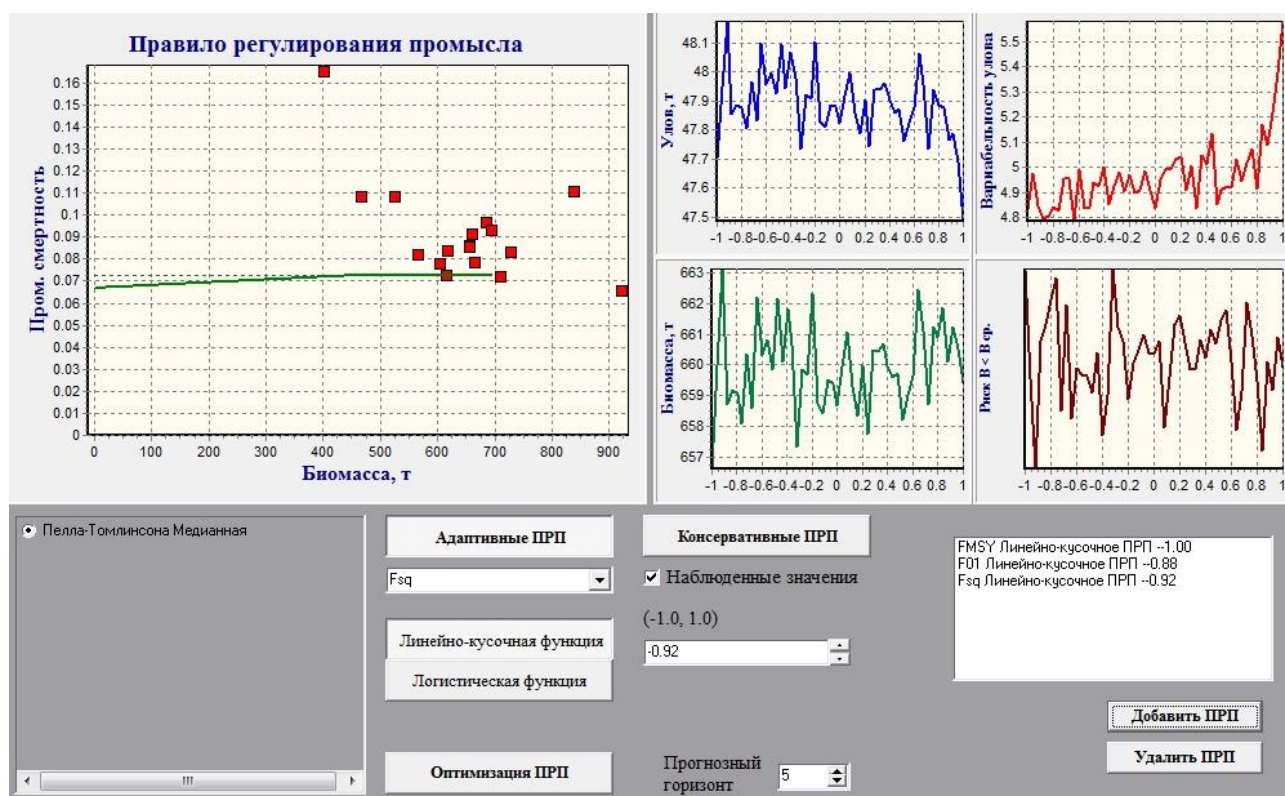 Правило регулирования промысла
Пром. смертность
0.16
0.15
0.14
0.13
0.12
0.11
0.1
0.09
0.08
0.07
0.06
0.05
0.04
0.03
0.02
0.01
0
0 100 200 300 400 500 600 700 800 900
Биомасса, т
Улов, т
48.1
48
47.9
47.8
47.7
47.6
47.5
-1 -0.8 -0.6 -0.4 -0.2 0 0.2 0.4 0.6 0.8 1
Вариабельность улова
5.5
5.4
5.3
5.2
5.1
5
4.9
4.8
-1 -0.8 -0.6 -0.4 -0.2 0 0.2 0.4 0.6 0.8 1
Биомасса, т
663
662
661
660
659
658
657
-1 -0.8 -0.6 -0.4 -0.2 0 0.2 0.4 0.6 0.8 1
Риск B < B ср.
-1 -0.8 -0.6 -0.4 -0.2 0 0.2 0.4 0.6 0.8 1
Пелла-Томлинсона Медианная
Адаптивные ПРП
Fsq
Линейно-кусочная функция
Логистическая функция
Оптимизация ПРП
Консервативные ПРП
Наблюденные значения
(-1.0, 1.0)
-0.92
Прогнозный
горизонт
5
FMSY Линейно-кусочное ПРП --1.00
F01 Линейно-кусочное ПРП --0.88
Fsq Линейно-кусочное ПРП --0.92
Добавить ПРП
Удалить ПРП